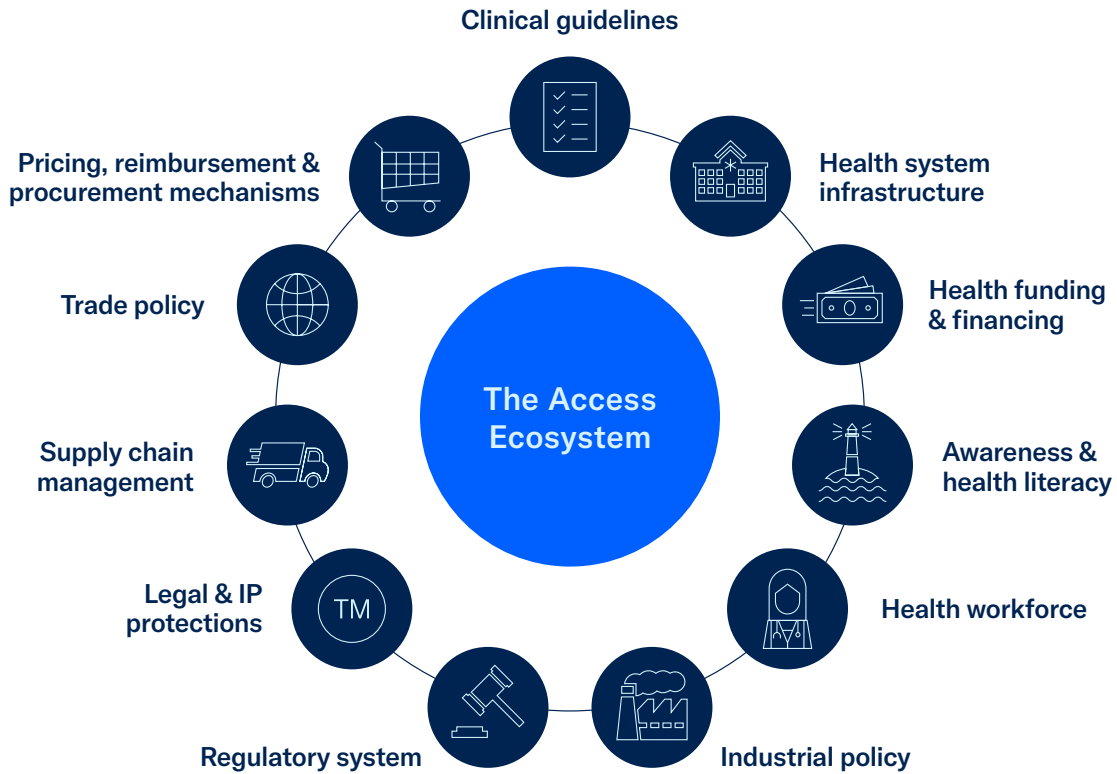 Clinical guidelines
Health system
infrastructure
Health funding
& financing
Awareness &
health literacy
Health workforce
Industrial policy
Regulatory system
Legal & IP
protections
TM
Supply chain
management
Trade policy
Pricing, reimbursement &
procurement mechanisms
The Access
Ecosystem